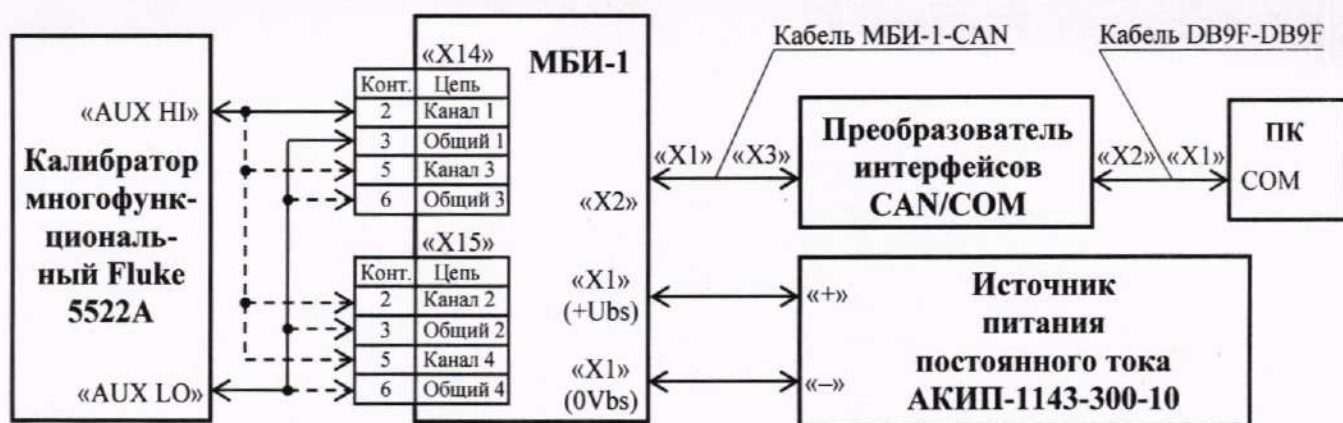 «AUX HI»
Калибратор
многофунк-
циональ-
ный Fluke
5522A
«AUX LO»
МБИ-1
«X14»
Конт. Цепь
2 Канал 1
3 Общий 1
5 Канал 3
6 Общий 3
«X15»
Конт. Цепь
2 Канал 2
3 Общий 2
5 Канал 4
6 Общий 4
«X2»
«X1»
(+Ubs)
«X1»
(0Vbs)
Кабель МБИ-1-CAN
«X1» «X3»
Преобразователь
интерфейсов
CAN/COM
Кабель DB9F-DB9F
«X2» «X1»
ПК
COM
«+»
«–»
Источник
питания
постоянного тока
АКИП-1143-300-10